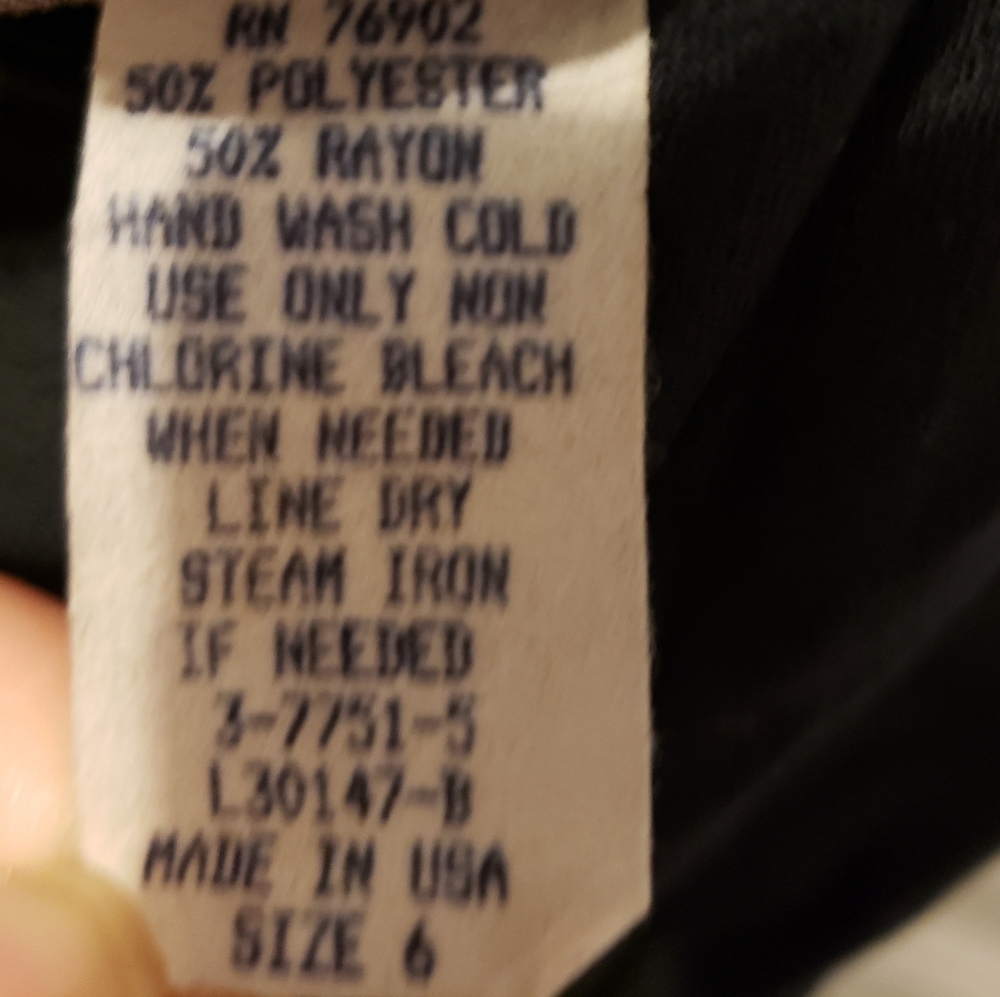 RN 76902
50% POLYESTER
50% RAYON
HAND WASH COLD
USE ONLY NON
CHLORINE BLEACH
WHEN NEEDED
LINE DRY
STEAM IRON
IF NEEDED
3-7751-5
L30147-B
MADE IN USA
SIZE 6